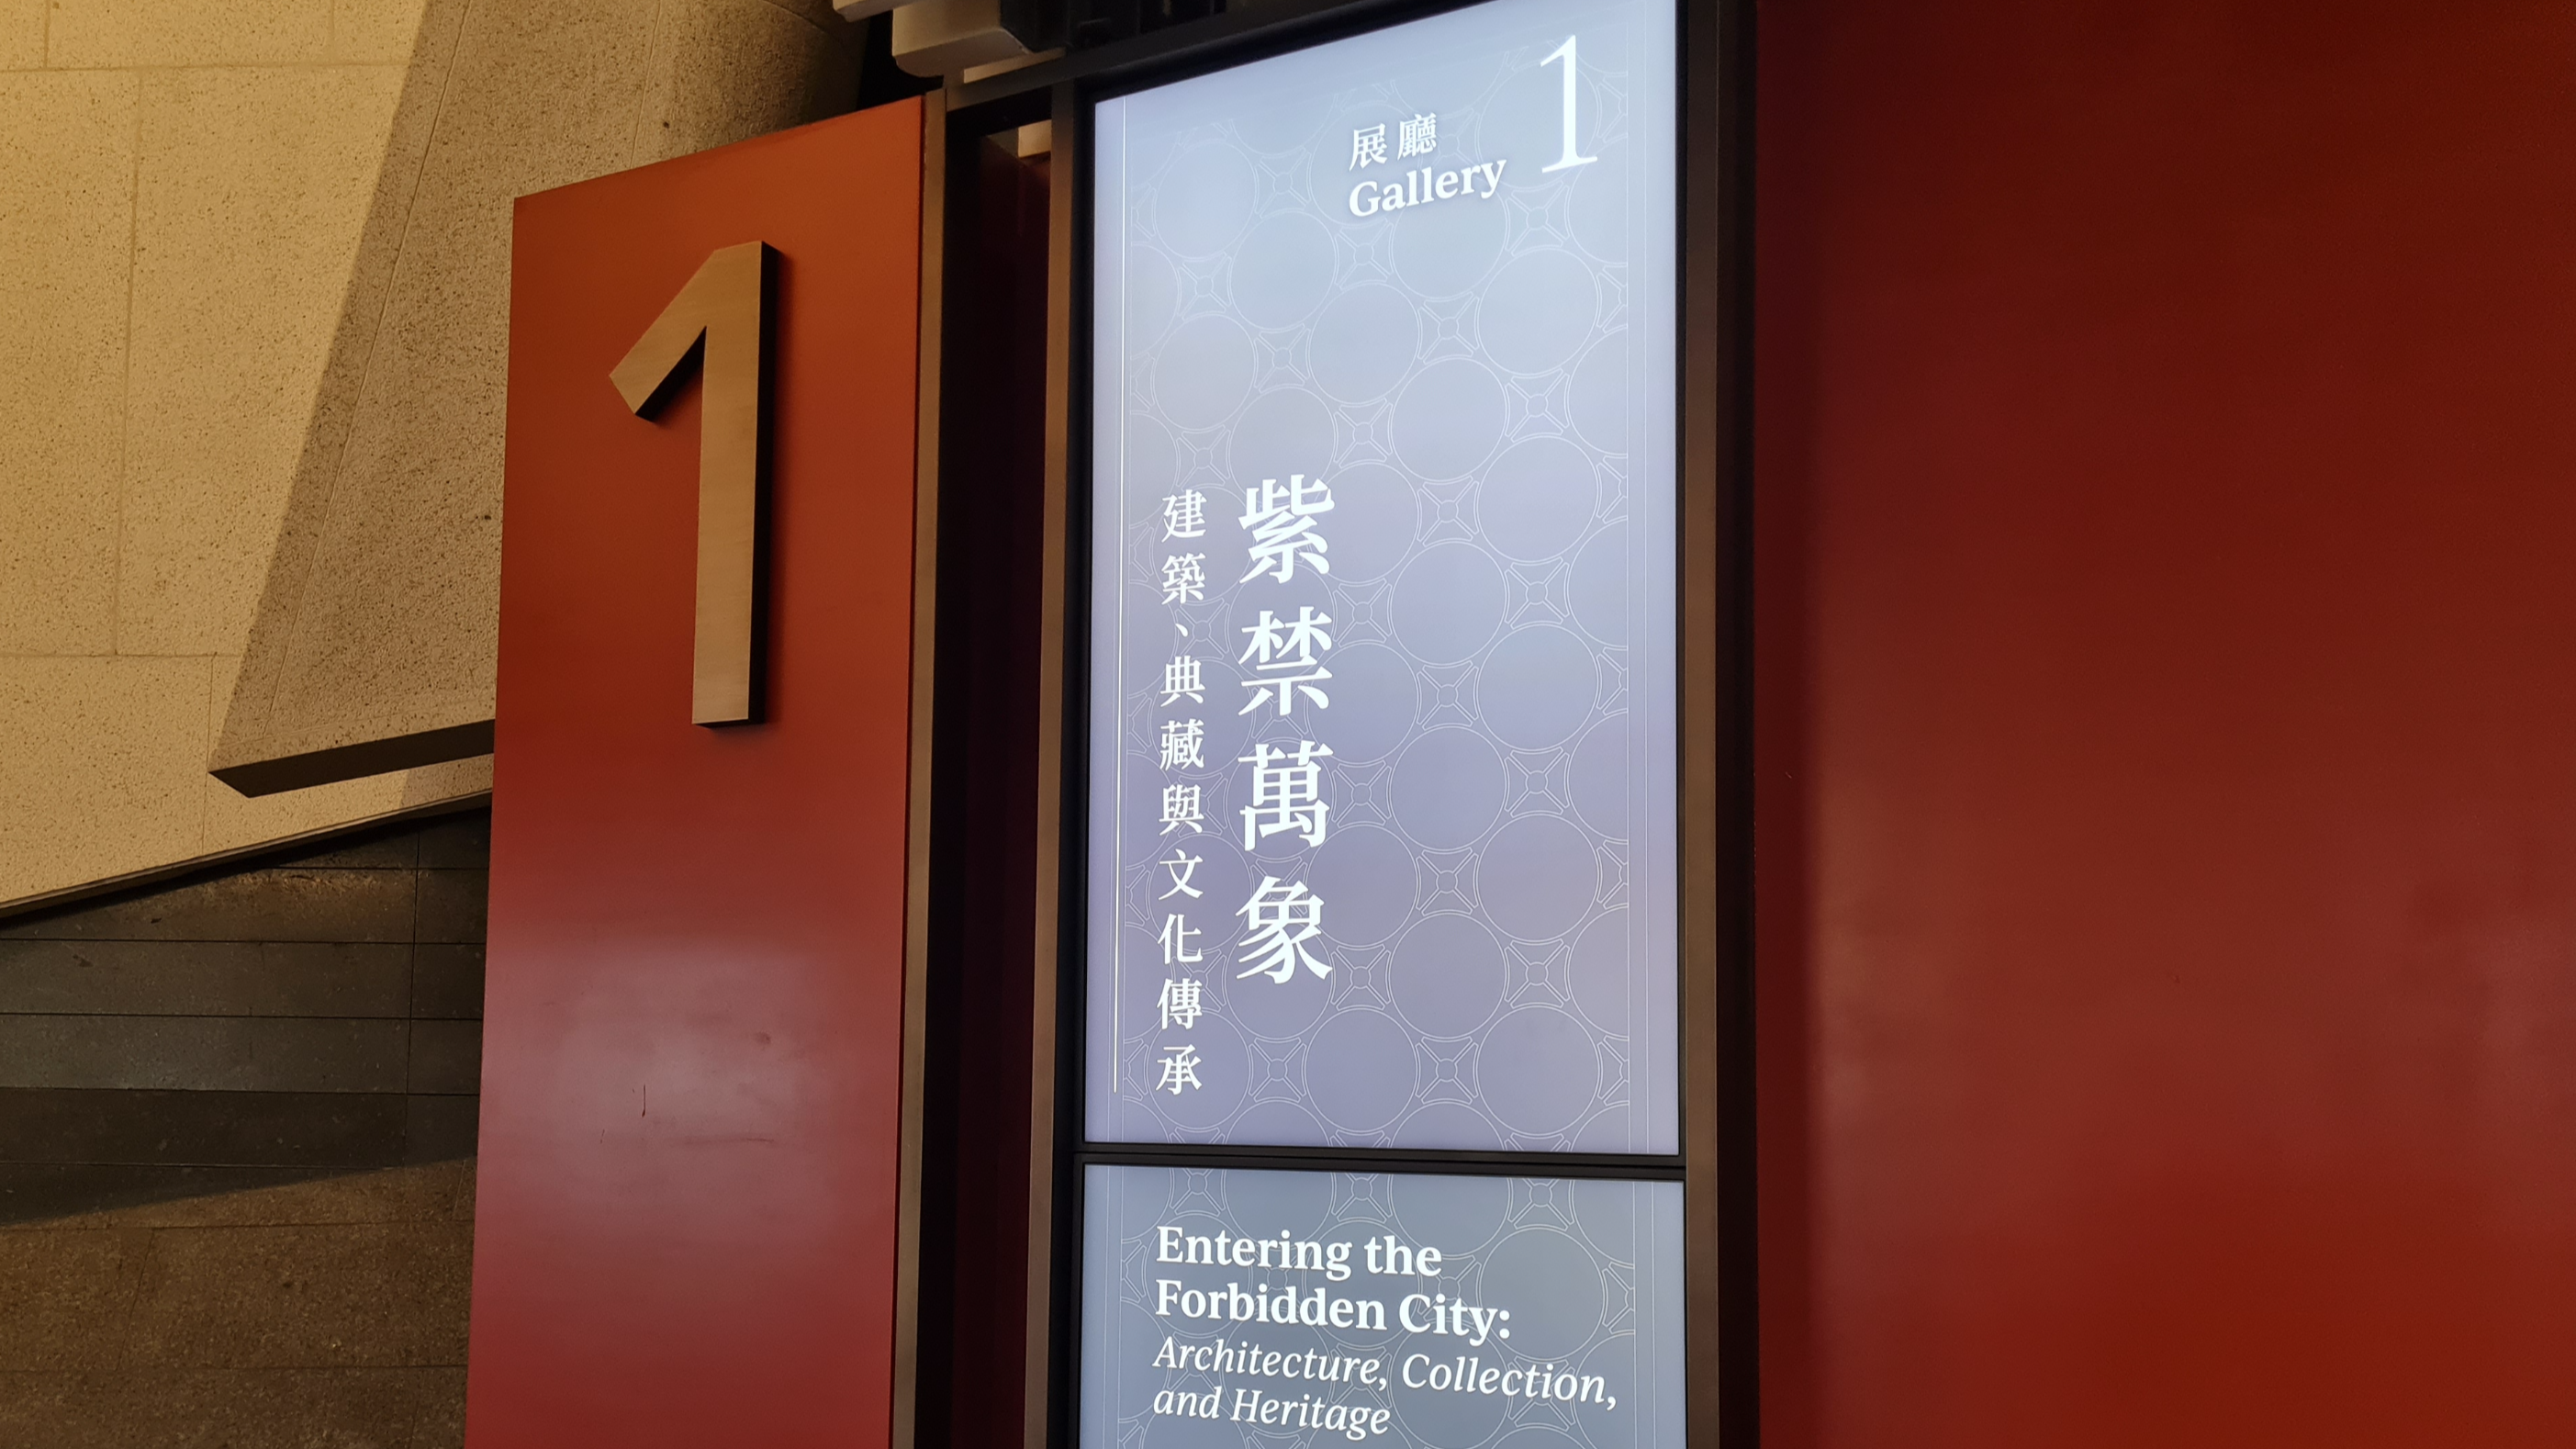 1
展廳
Gallery
1
紫禁萬象
建築、典藏與文化傳承
Entering the
Forbidden City:
Architecture, Collection,
and Heritage